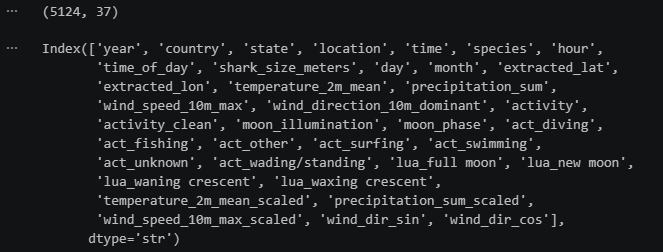 ... (5124, 37)
... Index(['year', 'country', 'state', 'location', 'time', 'species', 'hour',
'time_of_day', 'shark_size_meters', 'day', 'month', 'extracted_lat',
'extracted_lon', 'temperature_2m_mean', 'precipitation_sum',
'wind_speed_10m_max', 'wind_direction_10m_dominant', 'activity',
'activity_clean', 'moon_illumination', 'moon_phase', 'act_diving',
'act_fishing', 'act_other', 'act_surfing', 'act_swimming',
'act_unknown', 'act_wading/standing', 'lua_full moon', 'lua_new moon',
'lua_waning crescent', 'lua_waxing crescent',
'temperature_2m_mean_scaled', 'precipitation_sum_scaled',
'wind_speed_10m_max_scaled', 'wind_dir_sin', 'wind_dir_cos'],
dtype='str')